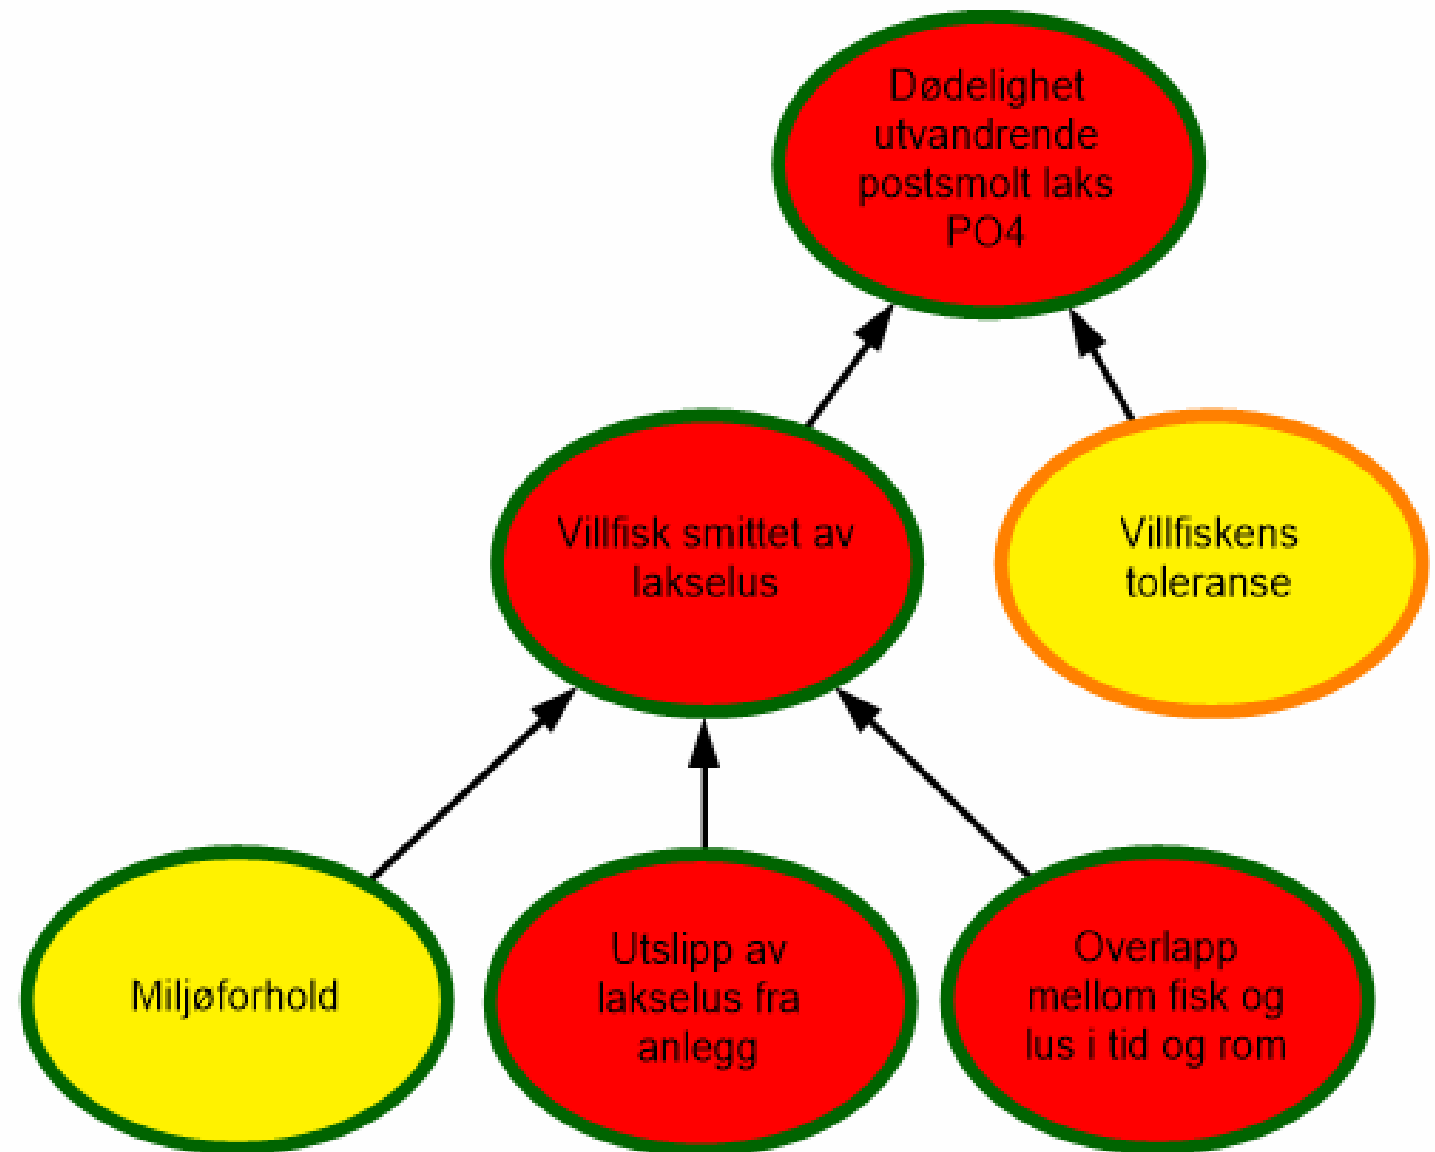 Dødelighet
utvandrende
postsmolt laks
PO4
Villfisk smittet av
lakselus
Villfiskens
toleranse
Miljøforhold
Utslipp av
lakselus fra
anlegg
Overlapp
mellom fisk og
lus i tid og rom